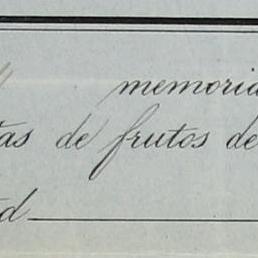 memoria
tas de frutos de
d